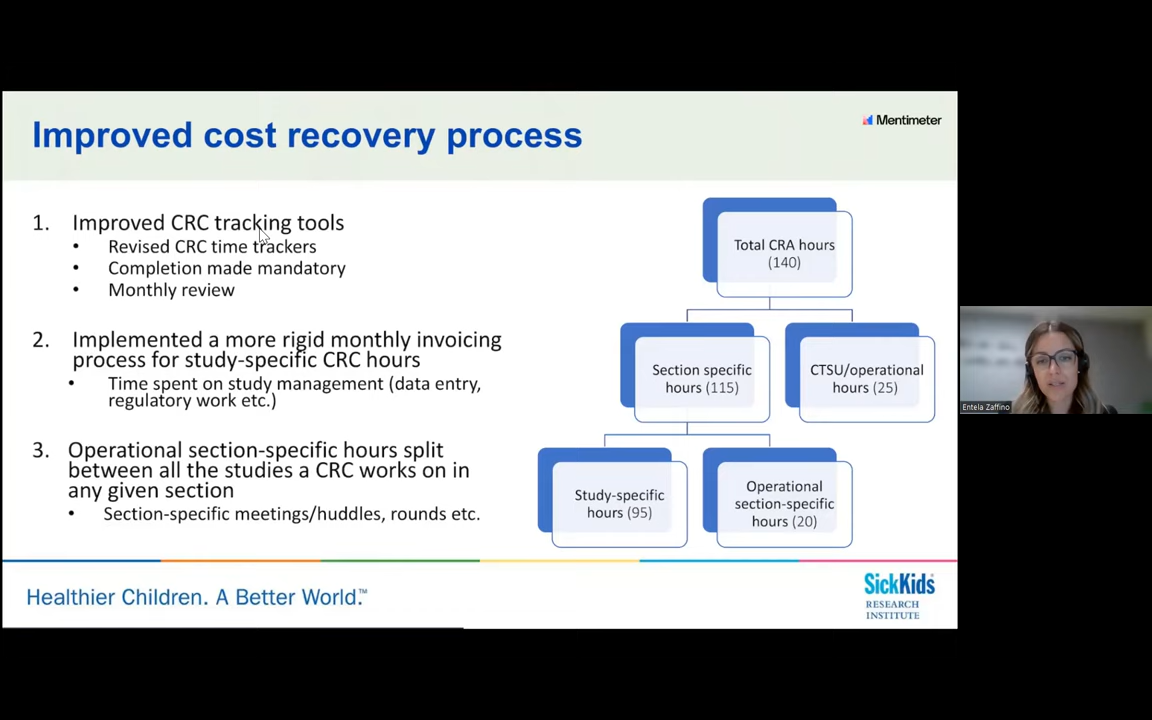 Improved cost recovery process
Mentimeter
1. Improved CRC tracking tools
• Revised CRC time trackers
• Completion made mandatory
• Monthly review
2. Implemented a more rigid monthly invoicing
process for study-specific CRC hours
• Time spent on study management (data entry,
regulatory work etc.)
3. Operational section-specific hours split
between all the studies a CRC works on in
any given section
• Section-specific meetings/huddles, rounds etc.
Total CRA hours
(140)
Section specific
hours (115)
CTSU/operational
hours (25)
Study-specific
hours (95)
Operational
section-specific
hours (20)
Healthier Children. A Better World.™
SickKids®
RESEARCH
INSTITUTE
Entela Zaffino